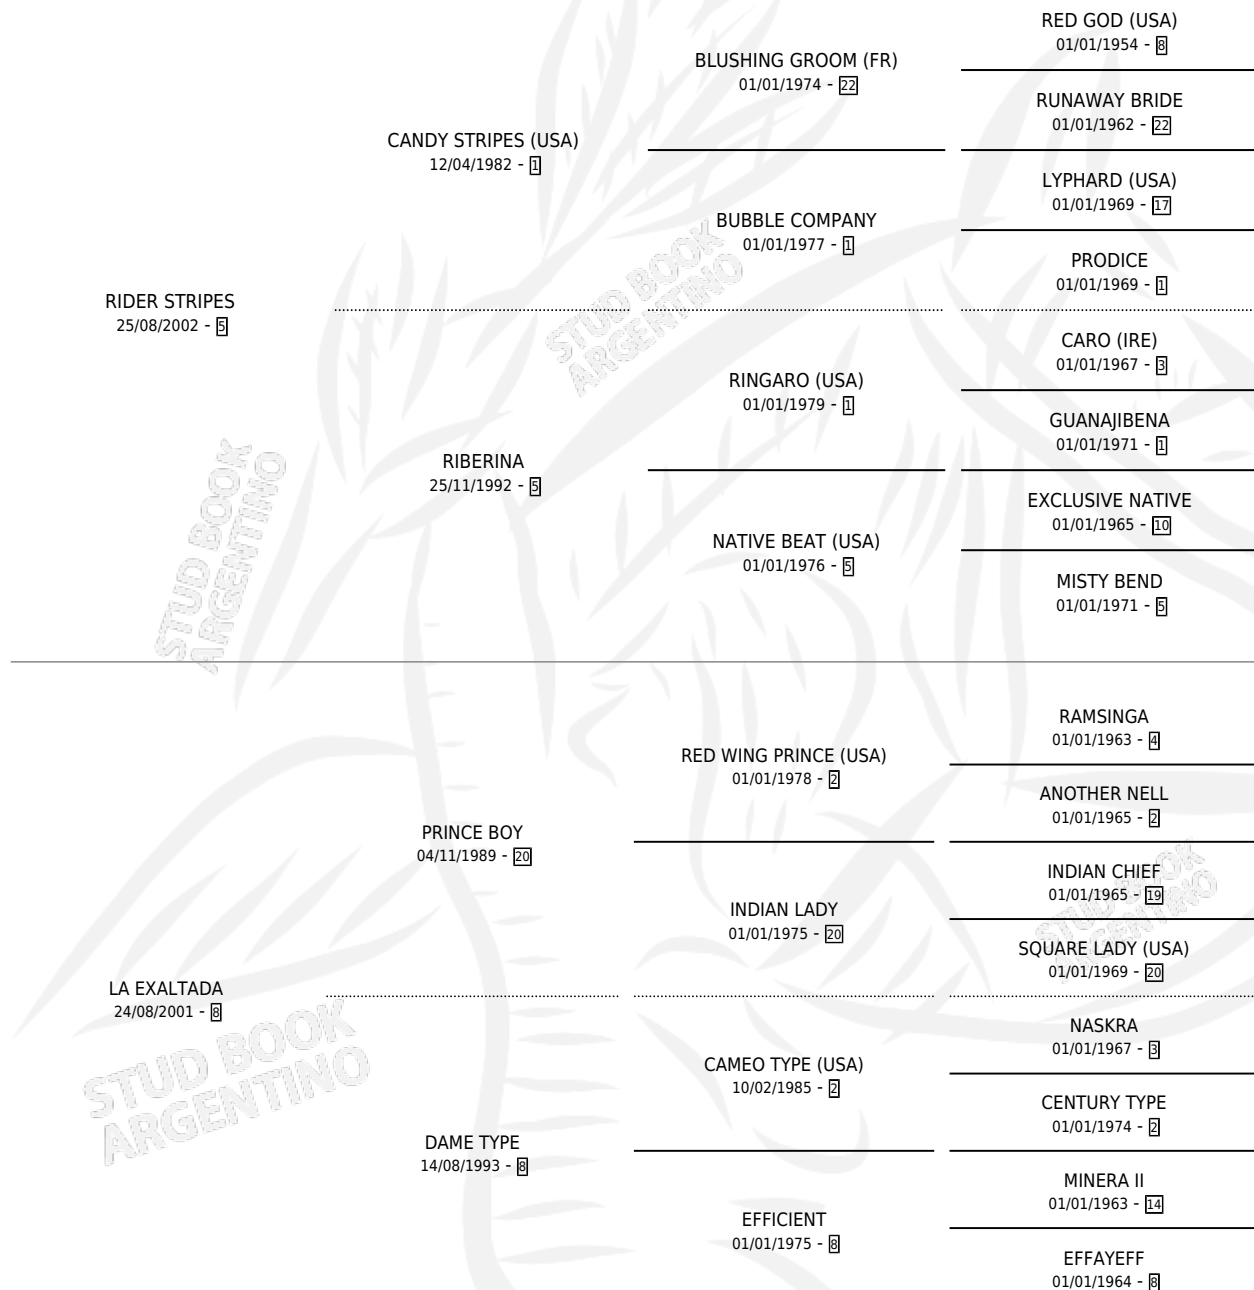 RED GOD (USA)
01/01/1954 - 8
BLUSHING GROOM (FR)
01/01/1974 - 22
RUNAWAY BRIDE
01/01/1962 - 22
CANDY STRIPES (USA)
12/04/1982 - 1
LYPHARD (USA)
01/01/1969 - 17
BUBBLE COMPANY
01/01/1977 - 1
PRODICE
01/01/1969 - 1
RIDER STRIPES
25/08/2002 - 5
STUD BOOK
ARGENTINO
CARO (IRE)
01/01/1967 - 3
RINGARO (USA)
01/01/1979 - 1
GUANAJIBENA
01/01/1971 - 1
RIBERINA
25/11/1992 - 5
EXCLUSIVE NATIVE
01/01/1965 - 10
NATIVE BEAT (USA)
01/01/1976 - 5
MISTY BEND
01/01/1971 - 5
STUD BOOK
ARGENTINO
RAMSINGA
01/01/1963 - 4
RED WING PRINCE (USA)
01/01/1978 - 2
ANOTHER NELL
01/01/1965 - 2
PRINCE BOY
04/11/1989 - 20
INDIAN CHIEF
01/01/1965 - 19
INDIAN LADY
01/01/1975 - 20
STUD BOOK
ARGENTINO
SQUARE LADY (USA)
01/01/1969 - 20
LA EXALTADA
24/08/2001 - 8
STUD BOOK
ARGENTINO
NASKRA
01/01/1967 - 3
CAMEO TYPE (USA)
10/02/1985 - 2
CENTURY TYPE
01/01/1974 - 2
DAME TYPE
14/08/1993 - 8
MINERA II
01/01/1963 - 14
EFFICIENT
01/01/1975 - 8
EFFAYEFF
01/01/1964 - 8